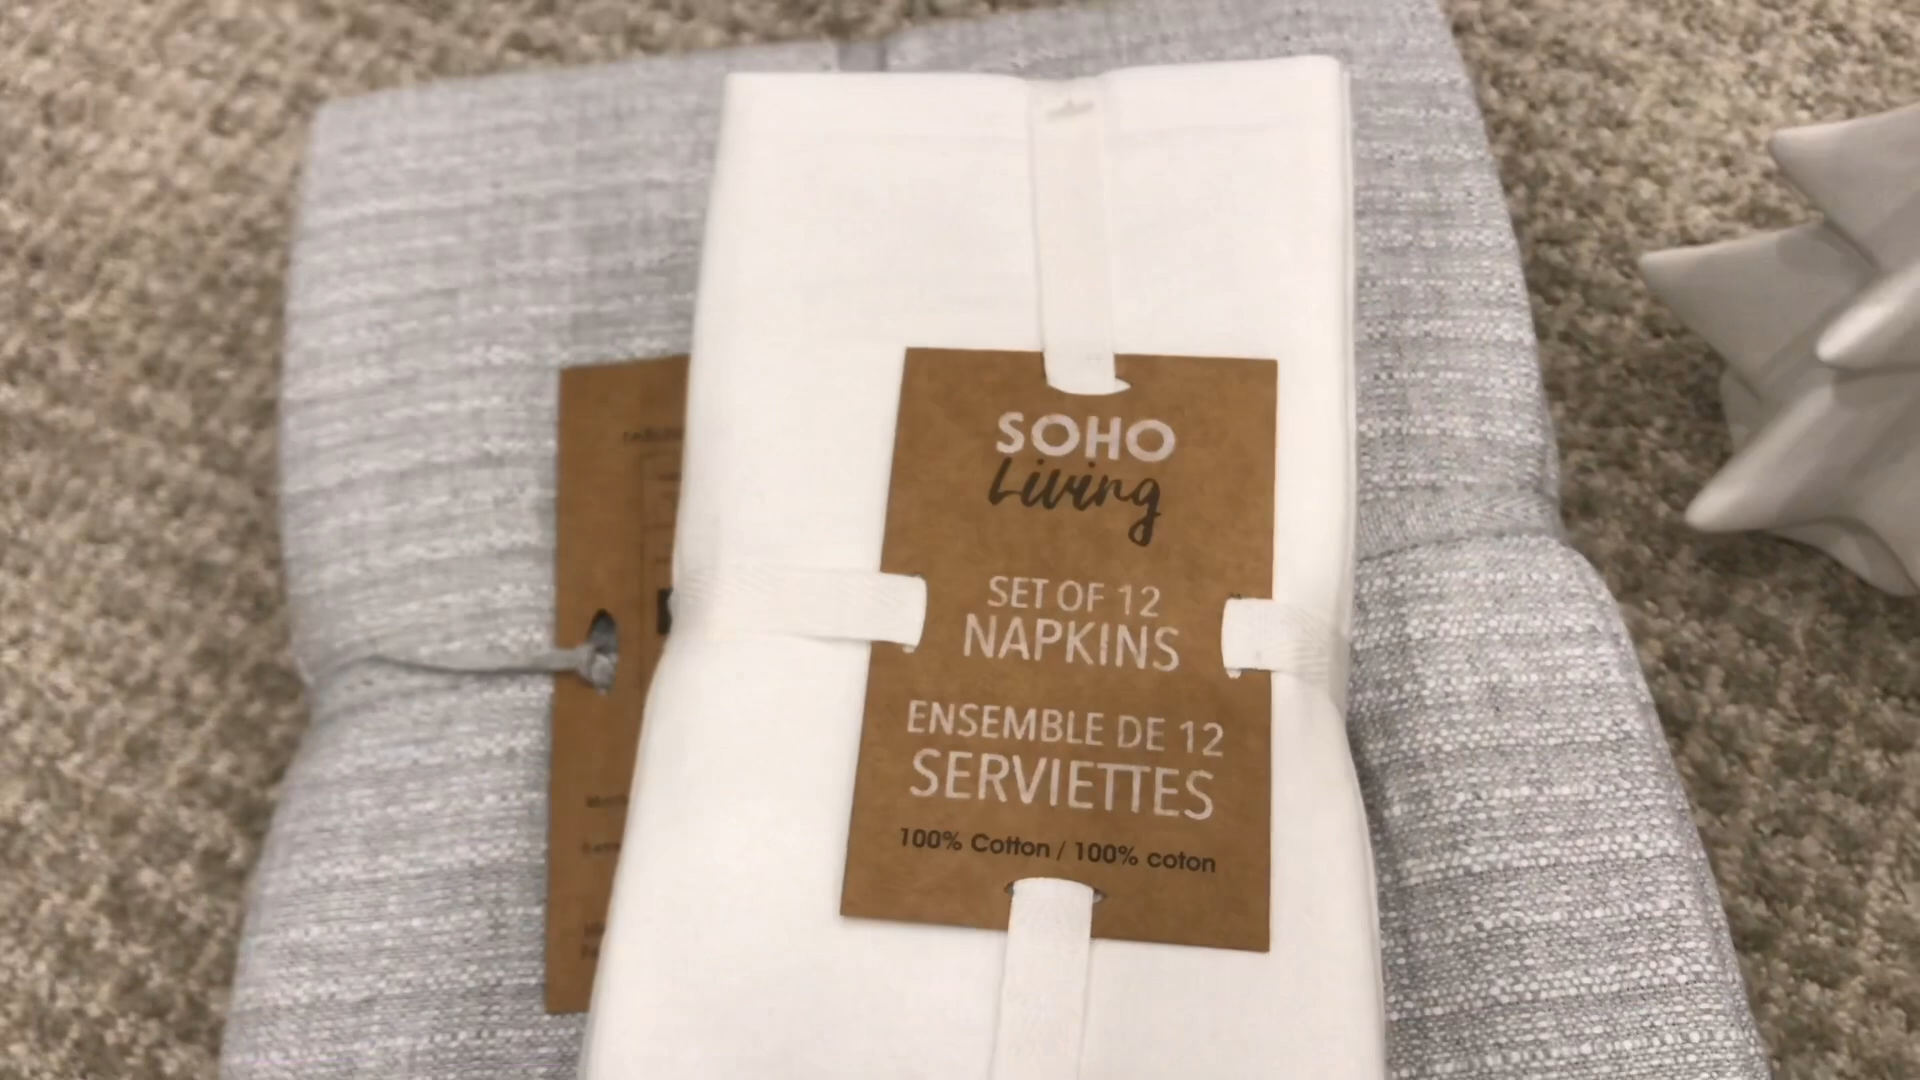 SOHO
Living
SET OF 12
NAPKINS
ENSEMBLE DE 12
SERVIETTES
100% Cotton / 100% coton